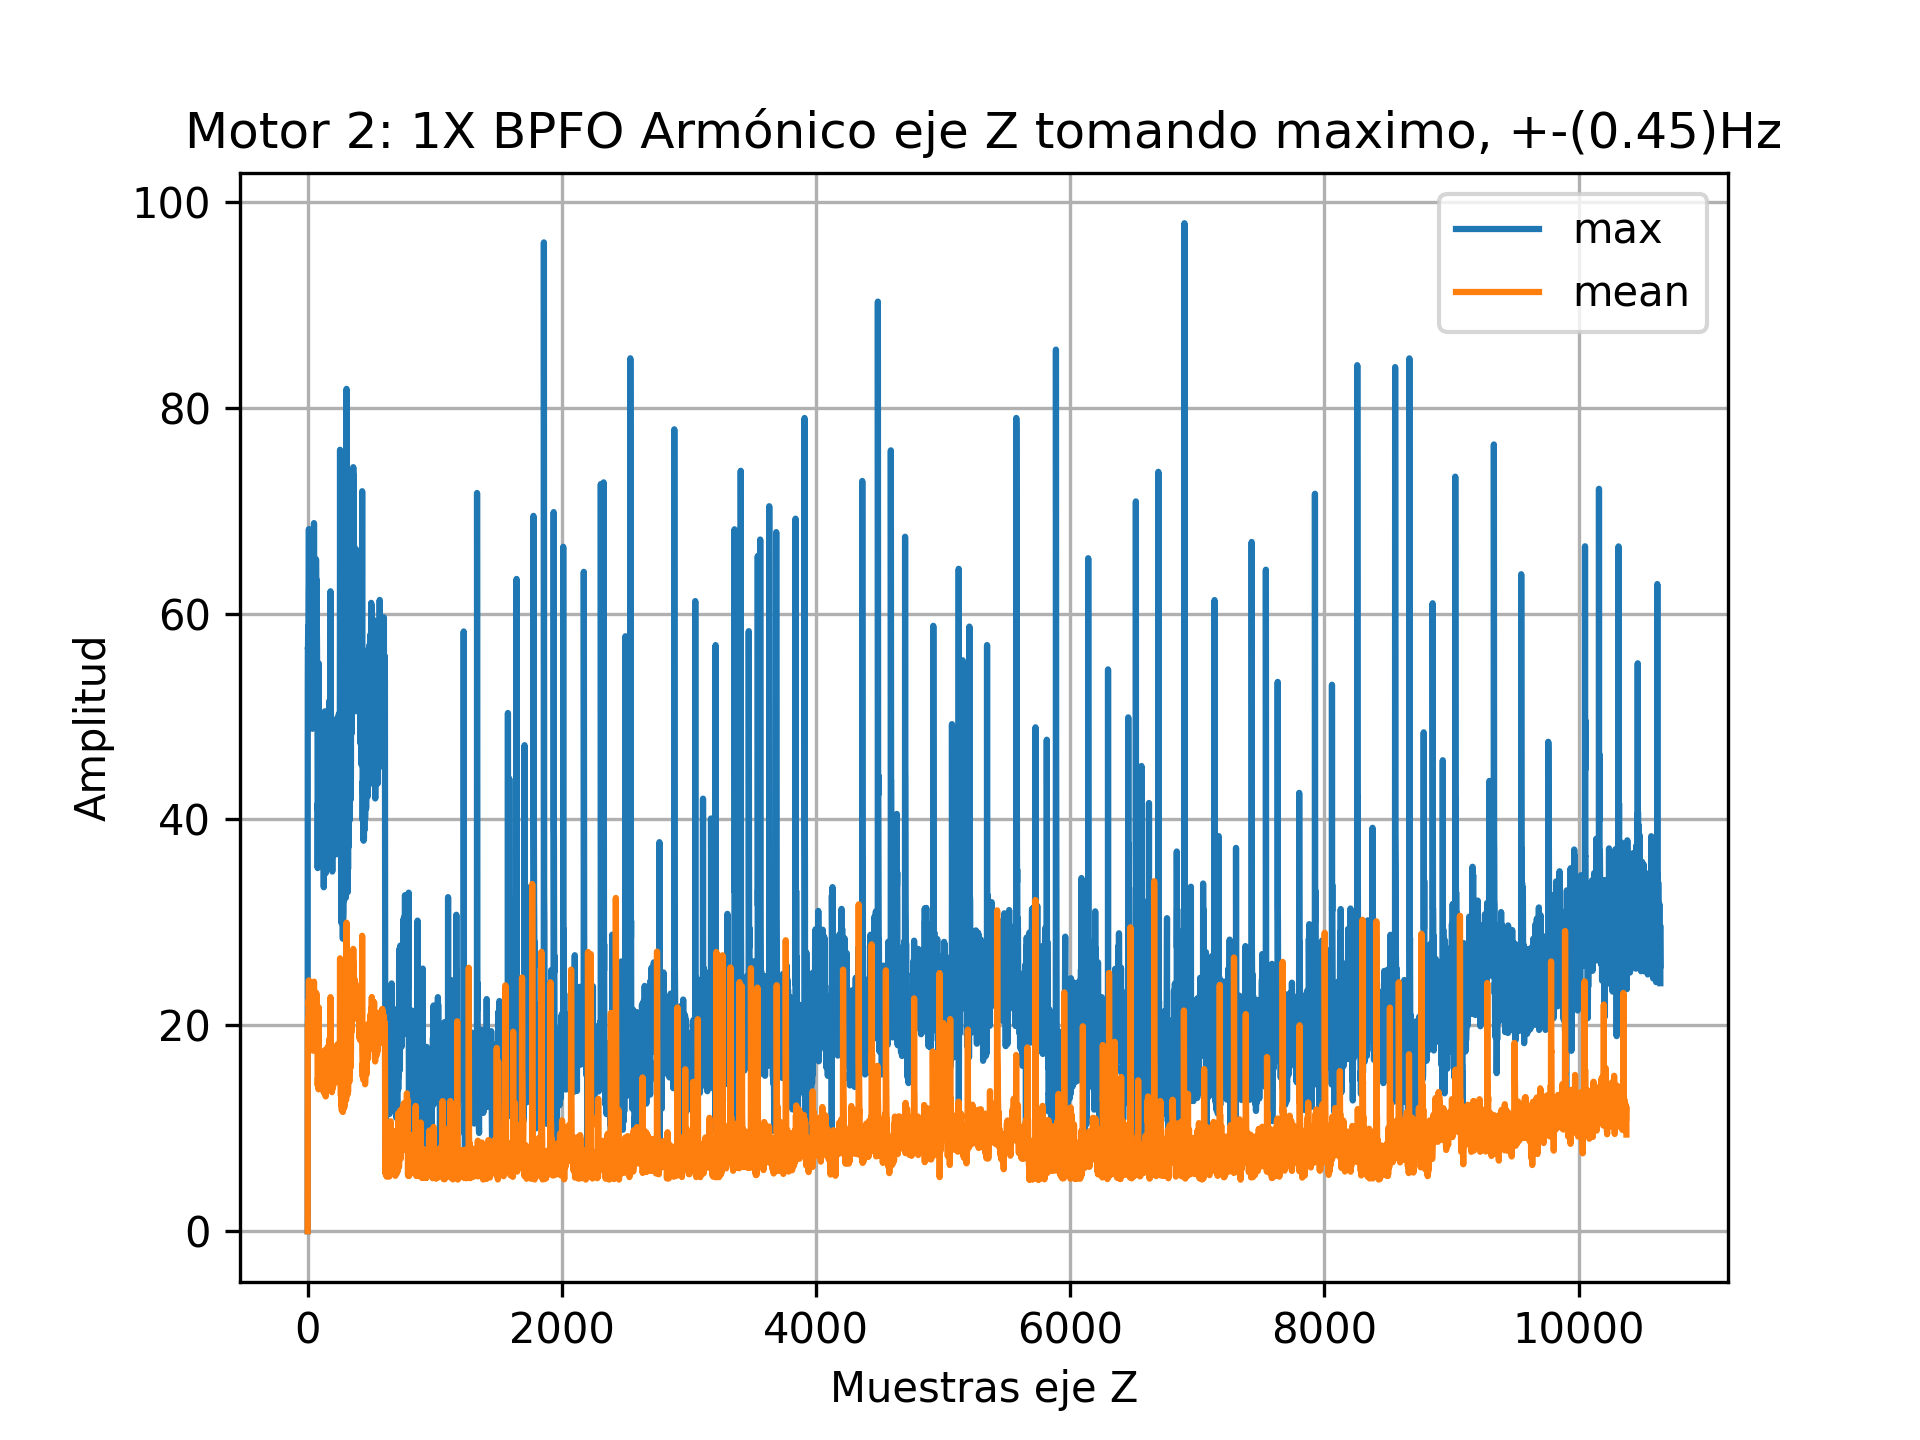 Motor 2: 1X BPFO Armónico eje Z tomando maximo, +-(0.45)Hz
max
mean
100
80
60
40
20
0
Amplitud
0 2000 4000 6000 8000 10000
Muestras eje Z